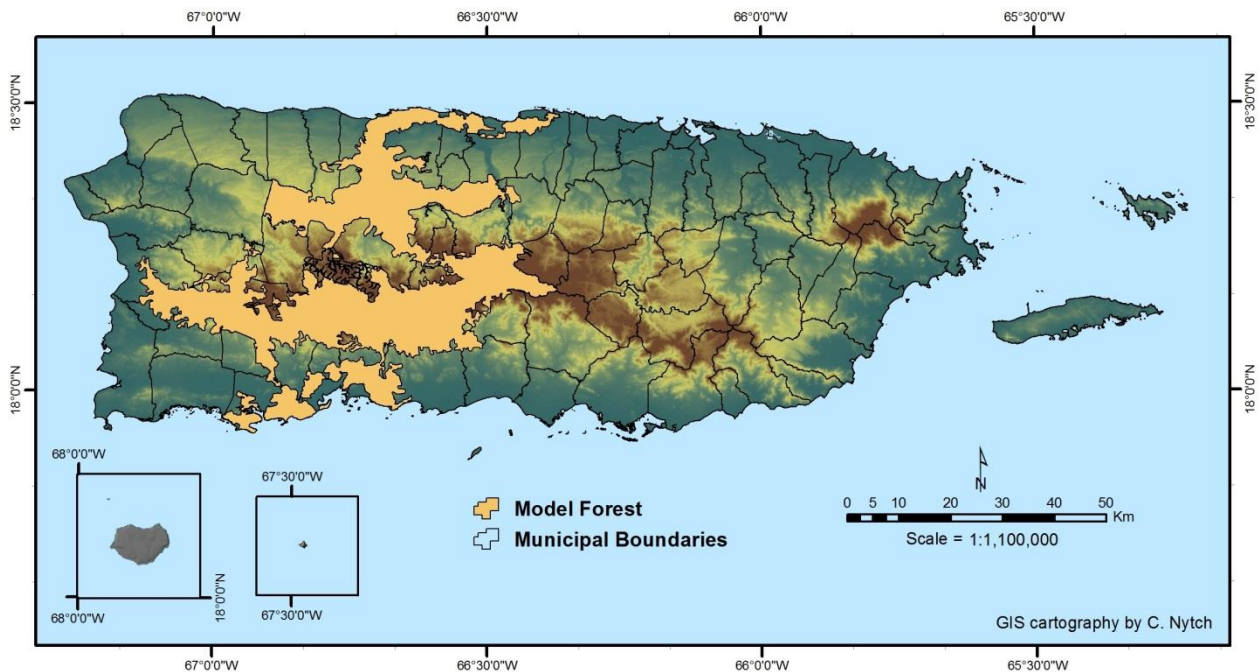 67°0'0"W
66°30'0"W
66°0'0"W
65°30'0"W
18°30'0"N
18°30'0"N
18°0'0"N
18°0'0"N
68°0'0"W
67°30'0"W
N
Model Forest
Municipal Boundaries
0 5 10 20 30 40 50
Km
Scale = 1:1,100,000
68°0'0"W
18°0'0"N
67°30'0"W
GIS cartography by C. Nytch
67°0'0"W
66°30'0"W
66°0'0"W
65°30'0"W